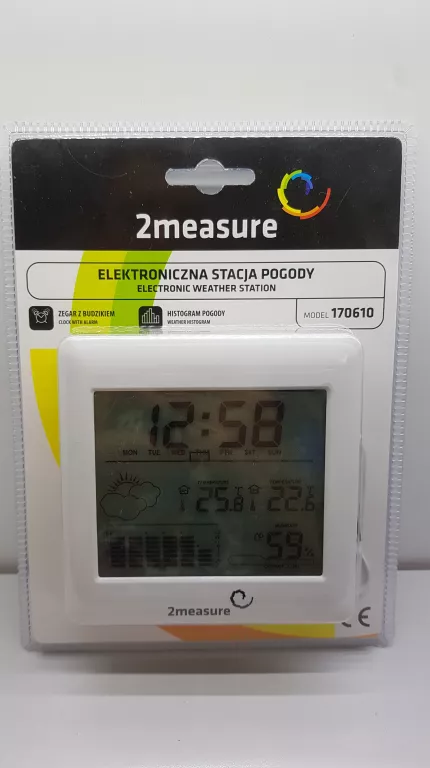 2measure
ELEKTRONICZNA STACJA POGODY
ELECTRONIC WEATHER STATION
ZEGAR Z BUDZIKIEM
CLOCK WITH ALARM
HISTOGRAM POGODY
WEATHER HISTOGRAM
MODEL 170610
12:58
MON TUE WED FRI SAT SUN
25.8 22.6
59%
2measure
CE